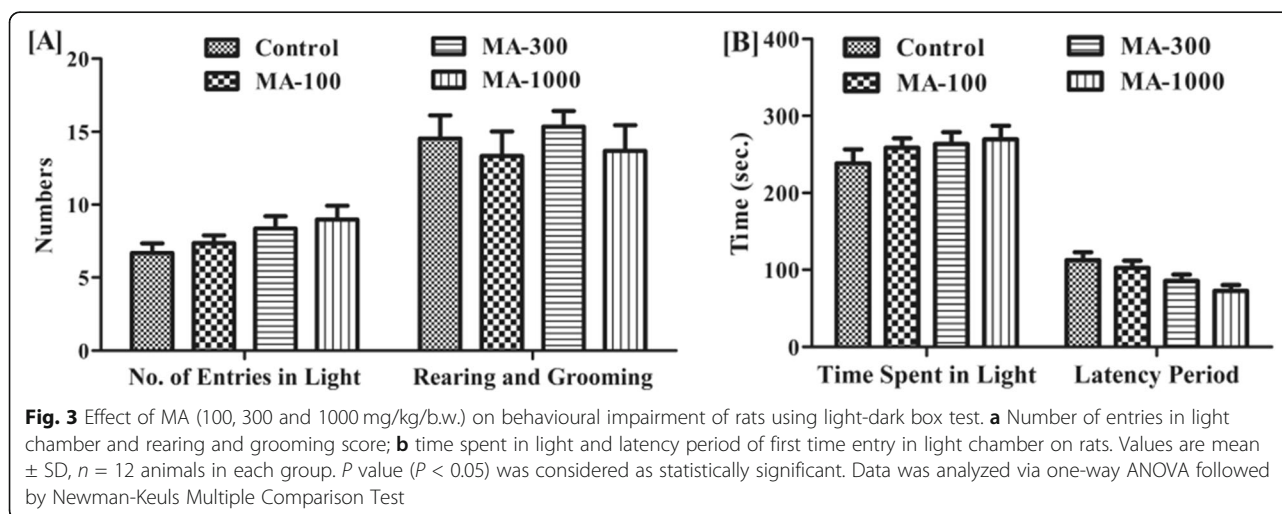 [A]
20
15
10
5
0
Numbers
Control
MA-100
MA-300
MA-1000
No. of Entries in Light
Rearing and Grooming
[B]
400
300
200
100
0
Time (sec.)
Control
MA-100
MA-300
MA-1000
Time Spent in Light
Latency Period
Fig. 3 Effect of MA (100, 300 and 1000 mg/kg/b.w.) on behavioural impairment of rats using light-dark box test. a Number of entries in light
chamber and rearing and grooming score; b time spent in light and latency period of first time entry in light chamber on rats. Values are mean
± SD, n = 12 animals in each group. P value (P < 0.05) was considered as statistically significant. Data was analyzed via one-way ANOVA followed
by Newman-Keuls Multiple Comparison Test